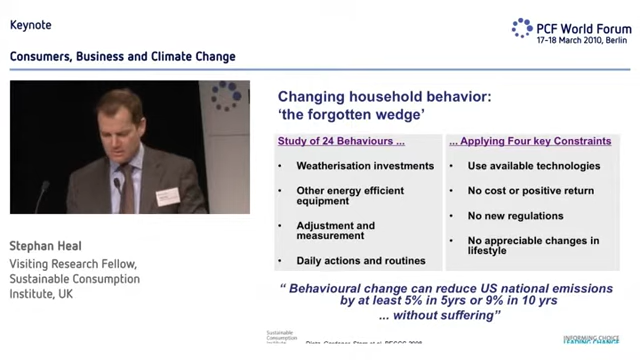 Keynote
PCF World Forum
17-18 March 2010, Berlin
Consumers, Business and Climate Change
Changing household behavior:
‘the forgotten wedge’
Study of 24 Behaviours ...
• Weatherisation investments
• Other energy efficient
equipment
• Adjustment and
measurement
• Daily actions and routines
... Applying Four key Constraints
• Use available technologies
• No cost or positive return
• No new regulations
• No appreciable changes in
lifestyle
“ Behavioural change can reduce US national emissions
by at least 5% in 5yrs or 9% in 10 yrs
... without suffering”
Stephan Heal
Visiting Research Fellow,
Sustainable Consumption
Institute, UK
Sustainable
Consumption
Institute
INFORMING CHOICE
LEADING CHANGE